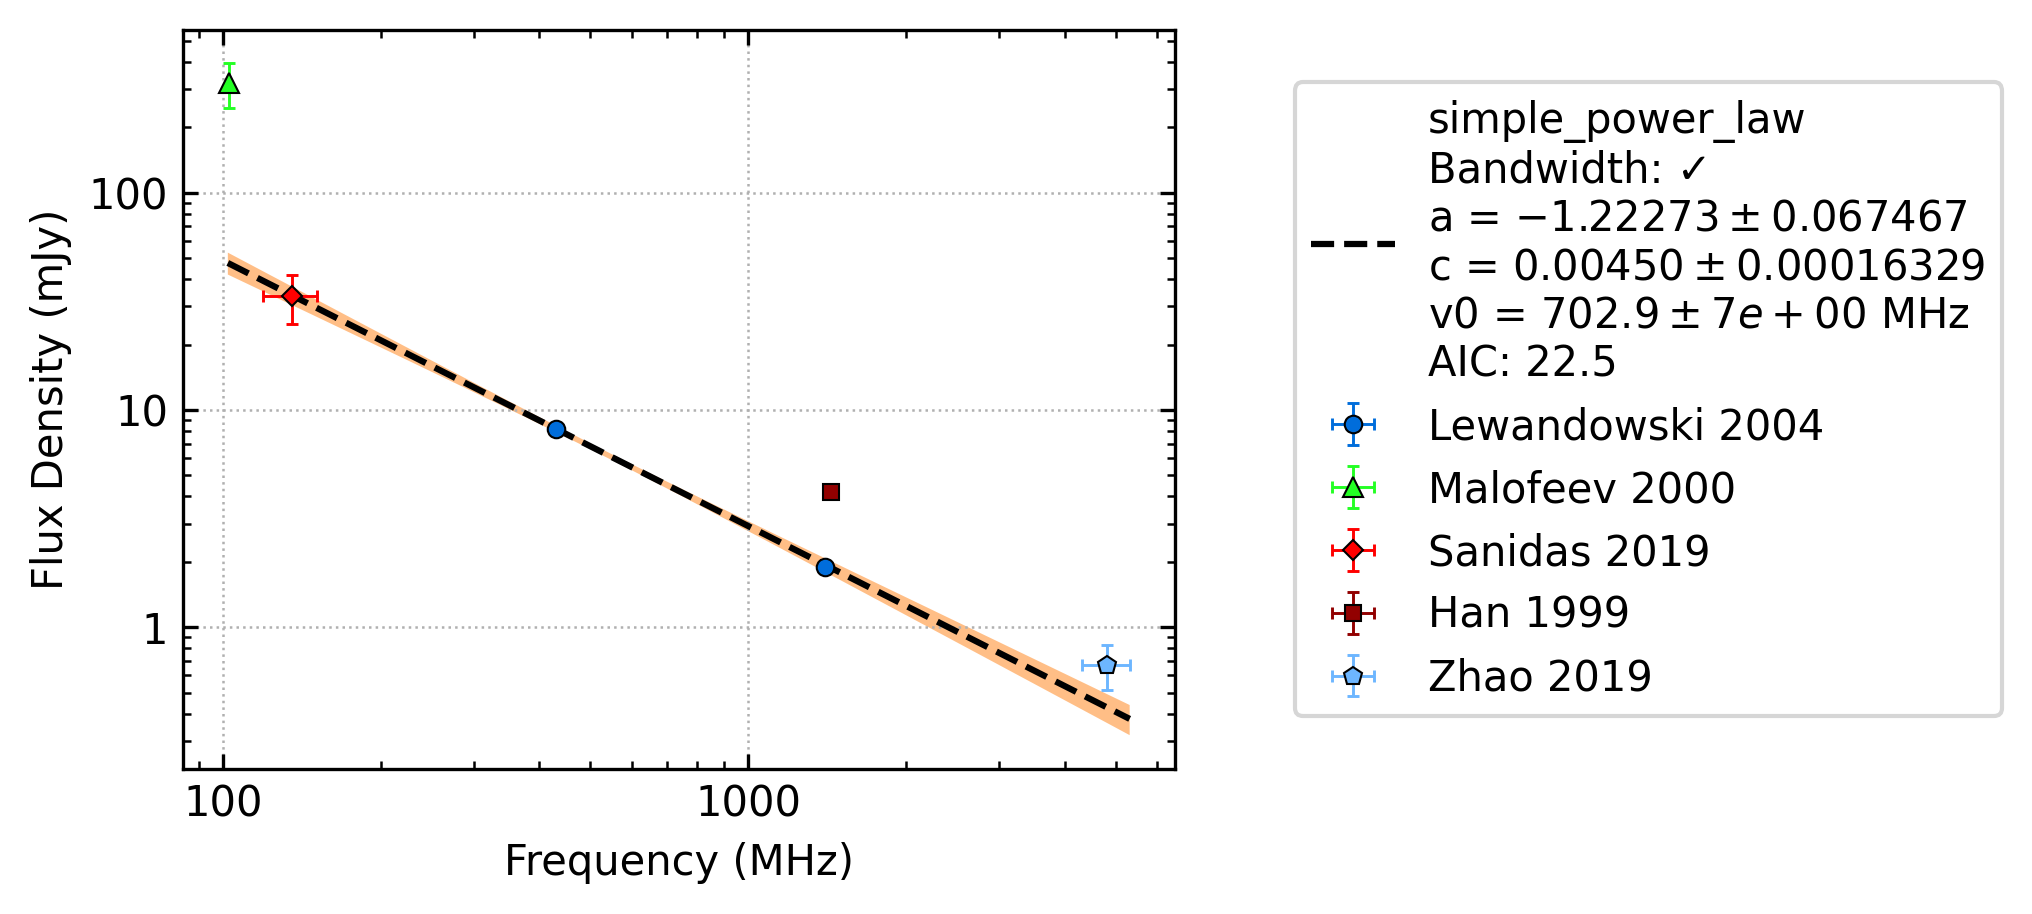 100
10
1
Flux Density (mJy)
100
1000
Frequency (MHz)
simple_power_law
Bandwidth: ✓
a = −1.22273 ± 0.067467
c = 0.00450 ± 0.00016329
v0 = 702.9 ± 7e + 00 MHz
AIC: 22.5
Lewandowski 2004
Malofeev 2000
Sanidas 2019
Han 1999
Zhao 2019